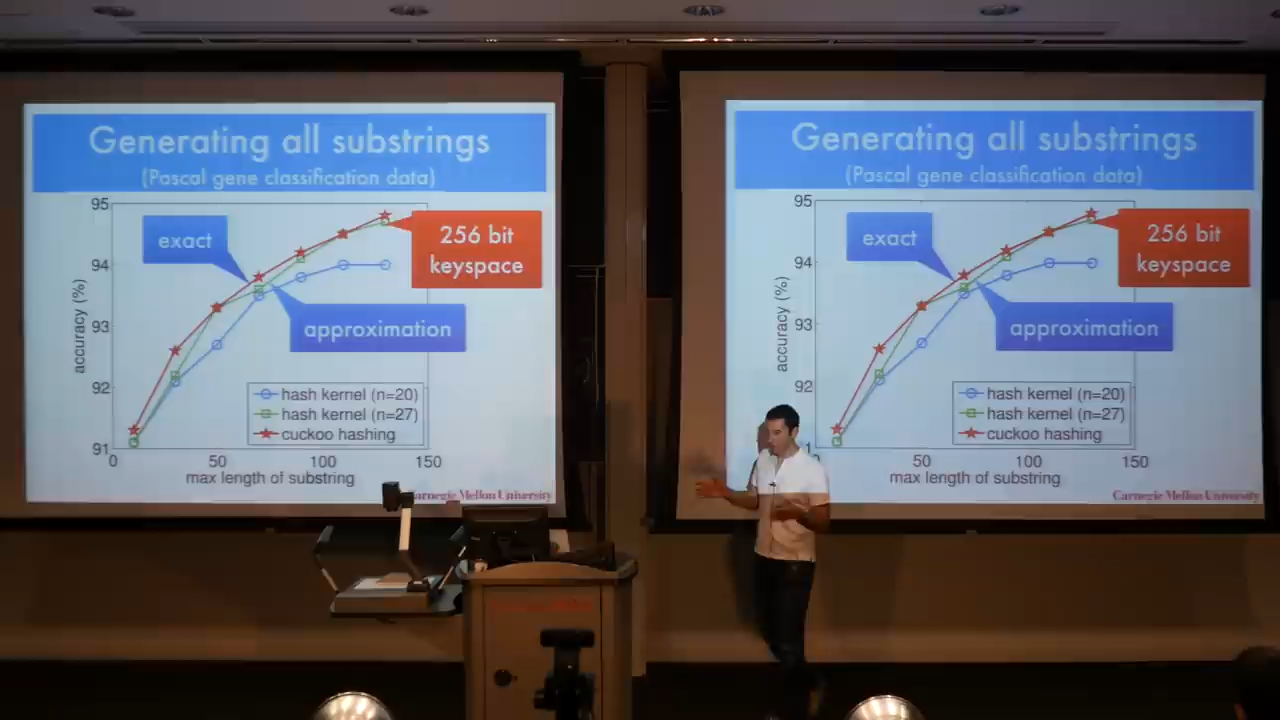 Generating all substrings
(Pascal gene classification data)
95
94
93
92
91
0
50
100
150
accuracy (%)
max length of substring
exact
approximation
256 bit
keyspace
hash kernel (n=20)
hash kernel (n=27)
cuckoo hashing
Carnegie Mellon University
Generating all substrings
(Pascal gene classification data)
95
94
93
92
50
100
150
accuracy (%)
max length of substring
exact
approximation
256 bit
keyspace
hash kernel (n=20)
hash kernel (n=27)
cuckoo hashing
Carnegie Mellon University
Carnegie Mellon